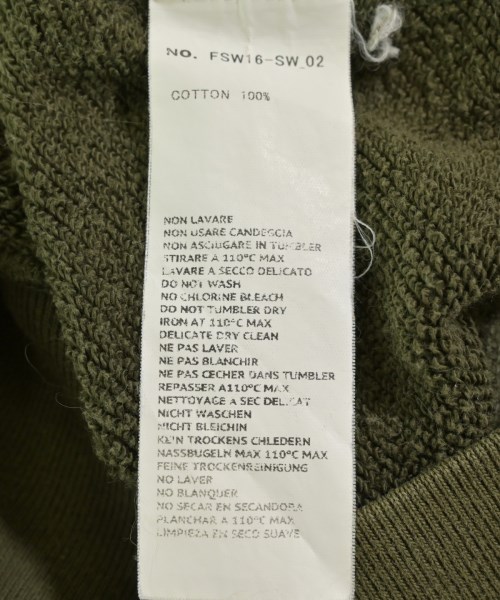 NO. FSW16-SW_02
COTTON 100%
NON LAVARE
NON USARE CANDEGCIA
NON ASCIUGARE IN TUMBLER
STIRARE A 110°C MAX
LAVARE A SECCO DELICATO
DO NOT WASH
NO CHLORINE BLEACH
DO NOT TUMBLER DRY
IRON AT 110°C MAX
DELICATE DRY CLEAN
NE PAS LAVER
NE PAS BLANCHIR
NE PAS CECHER DANS TUMBLER
REPASSER A110°C MAX
NETTOYAGE A SEC DELICAT
NICHT WASCHEN
NICHT BLEICHIN
KEIN TROCKENS CHLEDERN
NASSBUGELN MAX 110°C MAX
FEINE TROCKENREINIGUNG
NO LAVER
NO BLANQUER
NO SECAR EN SECANDORA
PLANCHAR A 110°C MAX
LIMPIEZA EN SECO SUAVE